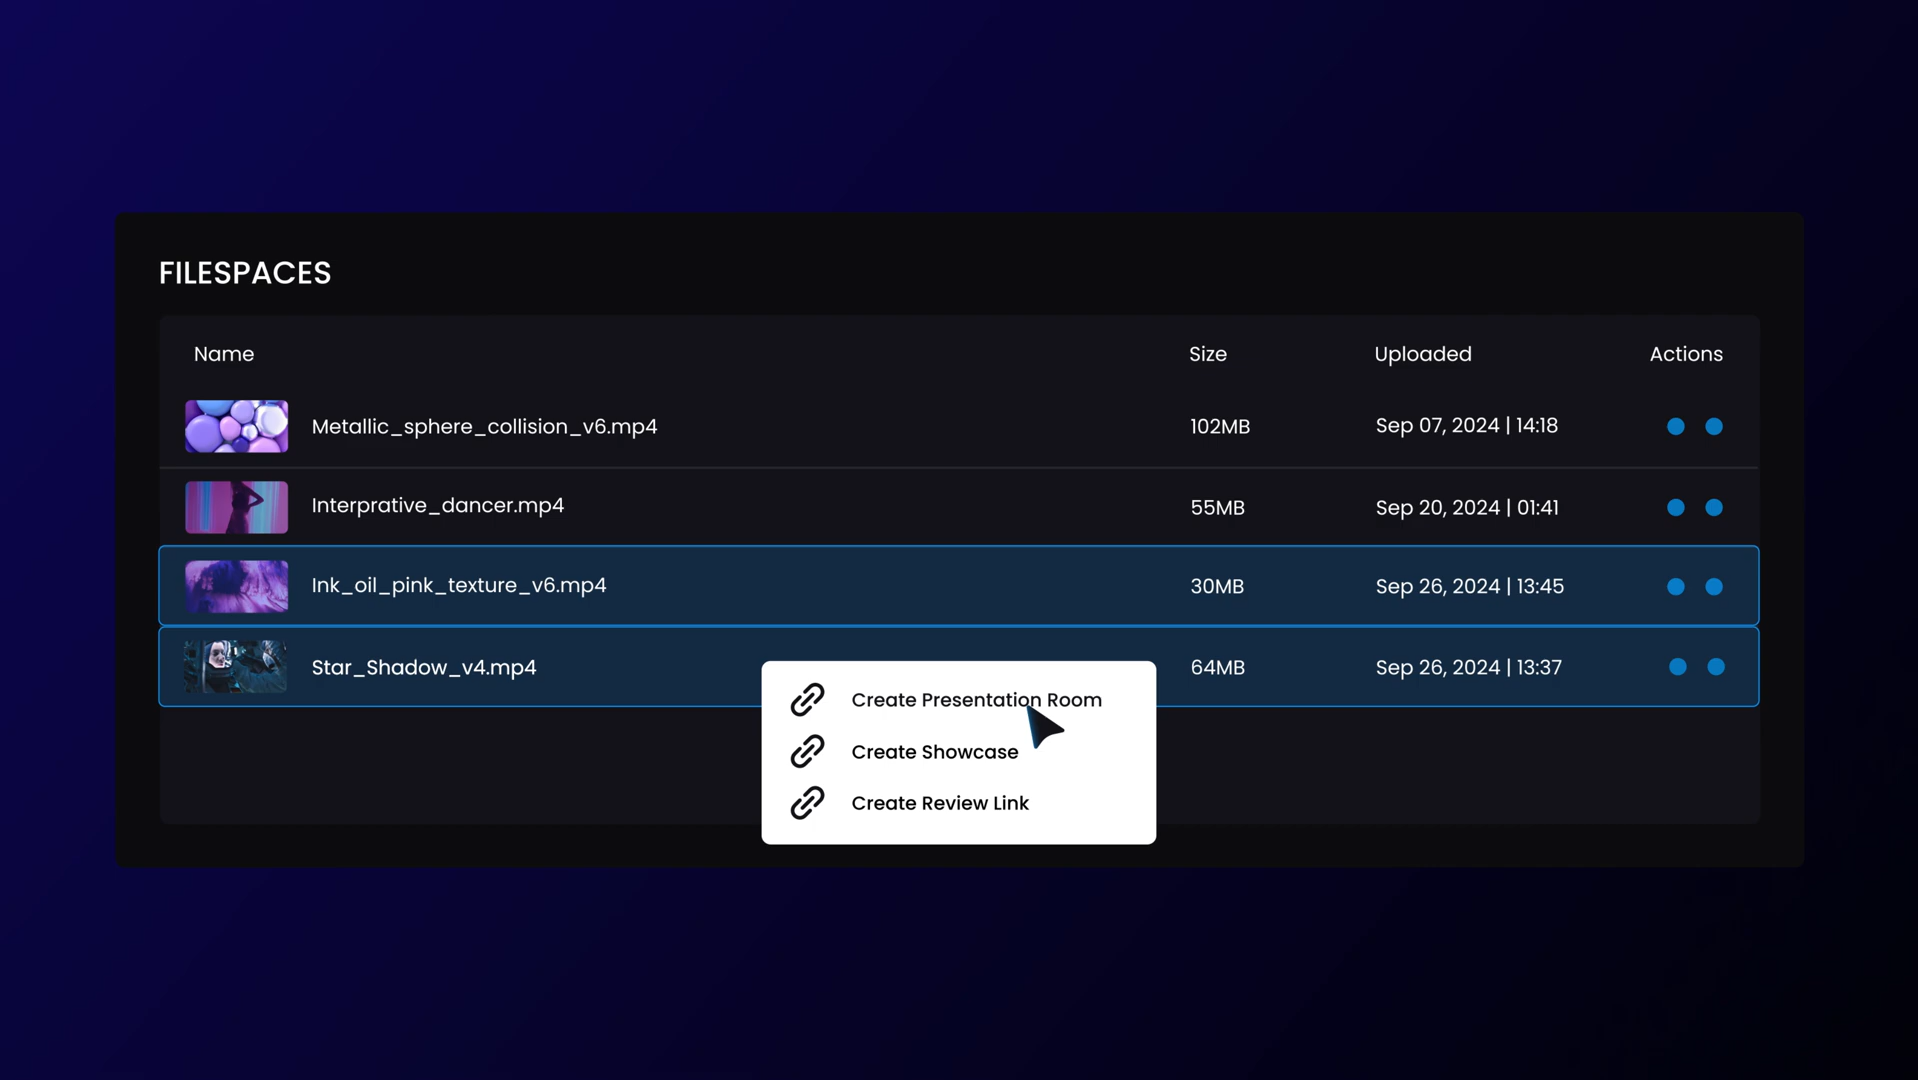 FILESPACES
Name Size Uploaded Actions
Metallic_sphere_collision_v6.mp4 102MB Sep 07, 2024 | 14:18
Interprative_dancer.mp4 55MB Sep 20, 2024 | 01:41
Ink_oil_pink_texture_v6.mp4 30MB Sep 26, 2024 | 13:45
Star_Shadow_v4.mp4 64MB Sep 26, 2024 | 13:37
Create Presentation Room
Create Showcase
Create Review Link